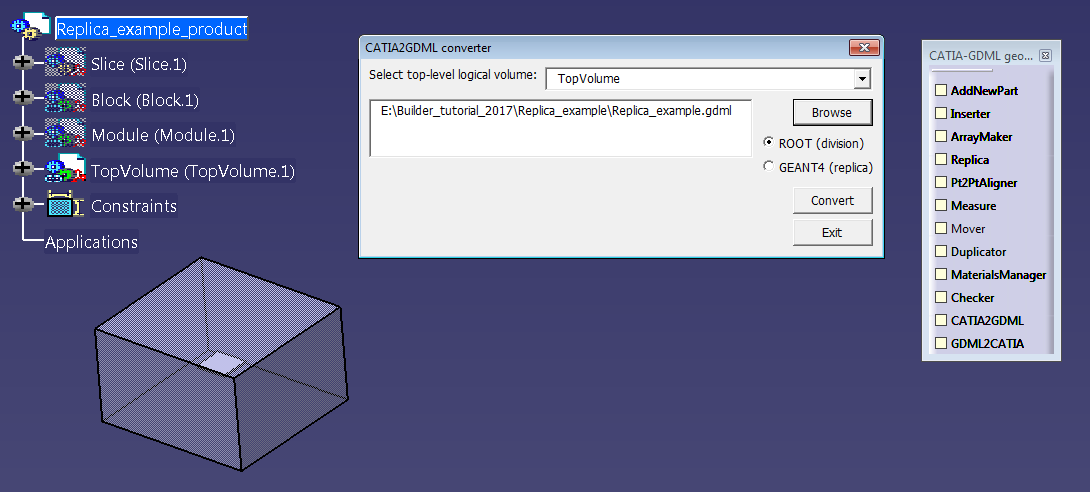 Replica_example_product
Slice (Slice.1)
Block (Block.1)
Module (Module.1)
TopVolume (TopVolume.1)
Constraints
Applications
CATIA2GDML converter
Select top-level logical volume:
TopVolume
E:\Builder_tutorial_2017\Replica_example\Replica_example.gdml
Browse
ROOT (division)
GEANT4 (replica)
Convert
Exit
CATIA-GDML geo...
AddNewPart
Inserter
ArrayMaker
Replica
Pt2PtAligner
Measure
Mover
Duplicator
MaterialsManager
Checker
CATIA2GDML
GDML2CATIA